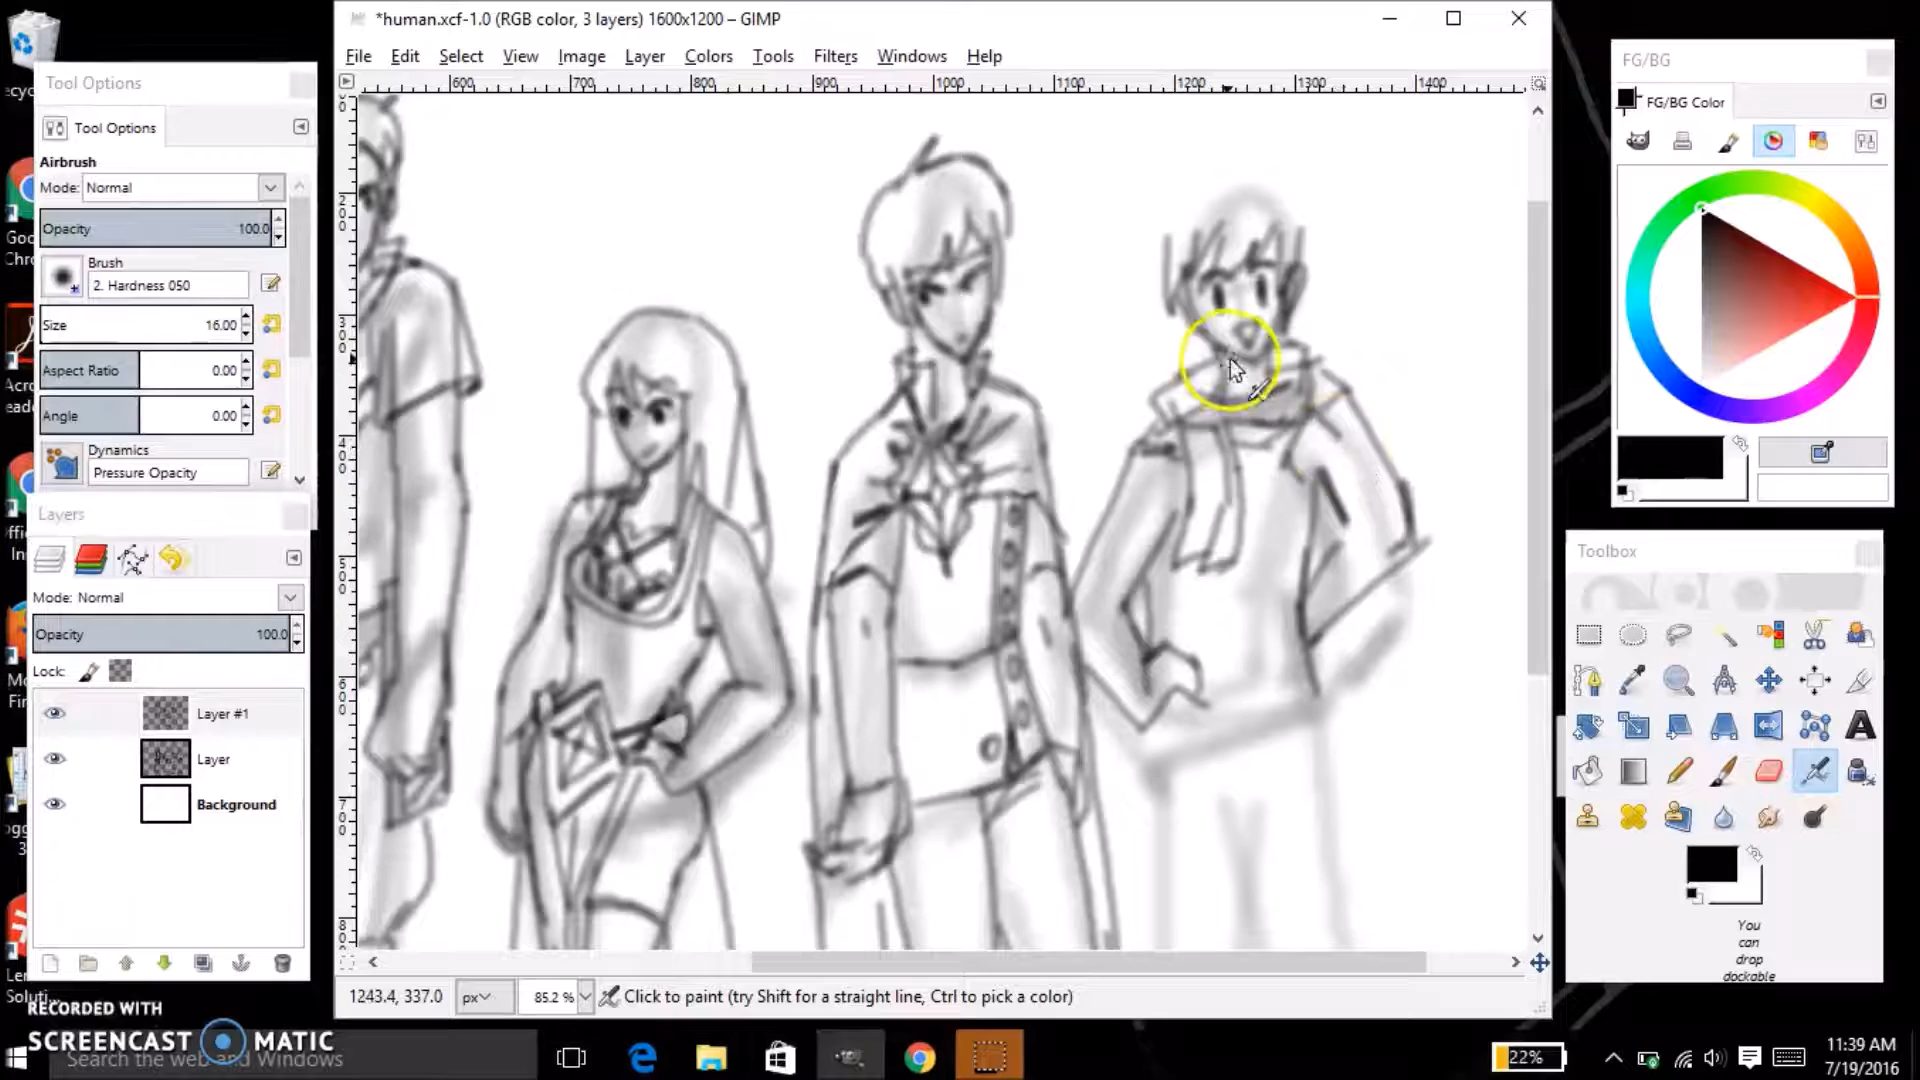 *human.xcf-1.0 (RGB color, 3 layers) 1600x1200 – GIMP
File Edit Select View Image Layer Colors Tools Filters Windows Help
600 700 800 900 1000 1100 1200 1300 1400
Tool Options
Tool Options
Airbrush
Mode: Normal
Opacity 100.0
Brush
2. Hardness 050
Size 16.00
Aspect Ratio 0.00
Angle 0.00
Dynamics
Pressure Opacity
Layers
Mode: Normal
Opacity 100.0
Lock:
Layer #1
Layer
Background
FG/BG
FG/BG Color
Toolbox
You
can
drop
dockable
1243.4, 337.0 px 85.2 % Click to paint (try Shift for a straight line, Ctrl to pick a color)
RECORDED WITH
SCREENCAST MATIC
Search the web and Windows
22%
11:39 AM
7/19/2016